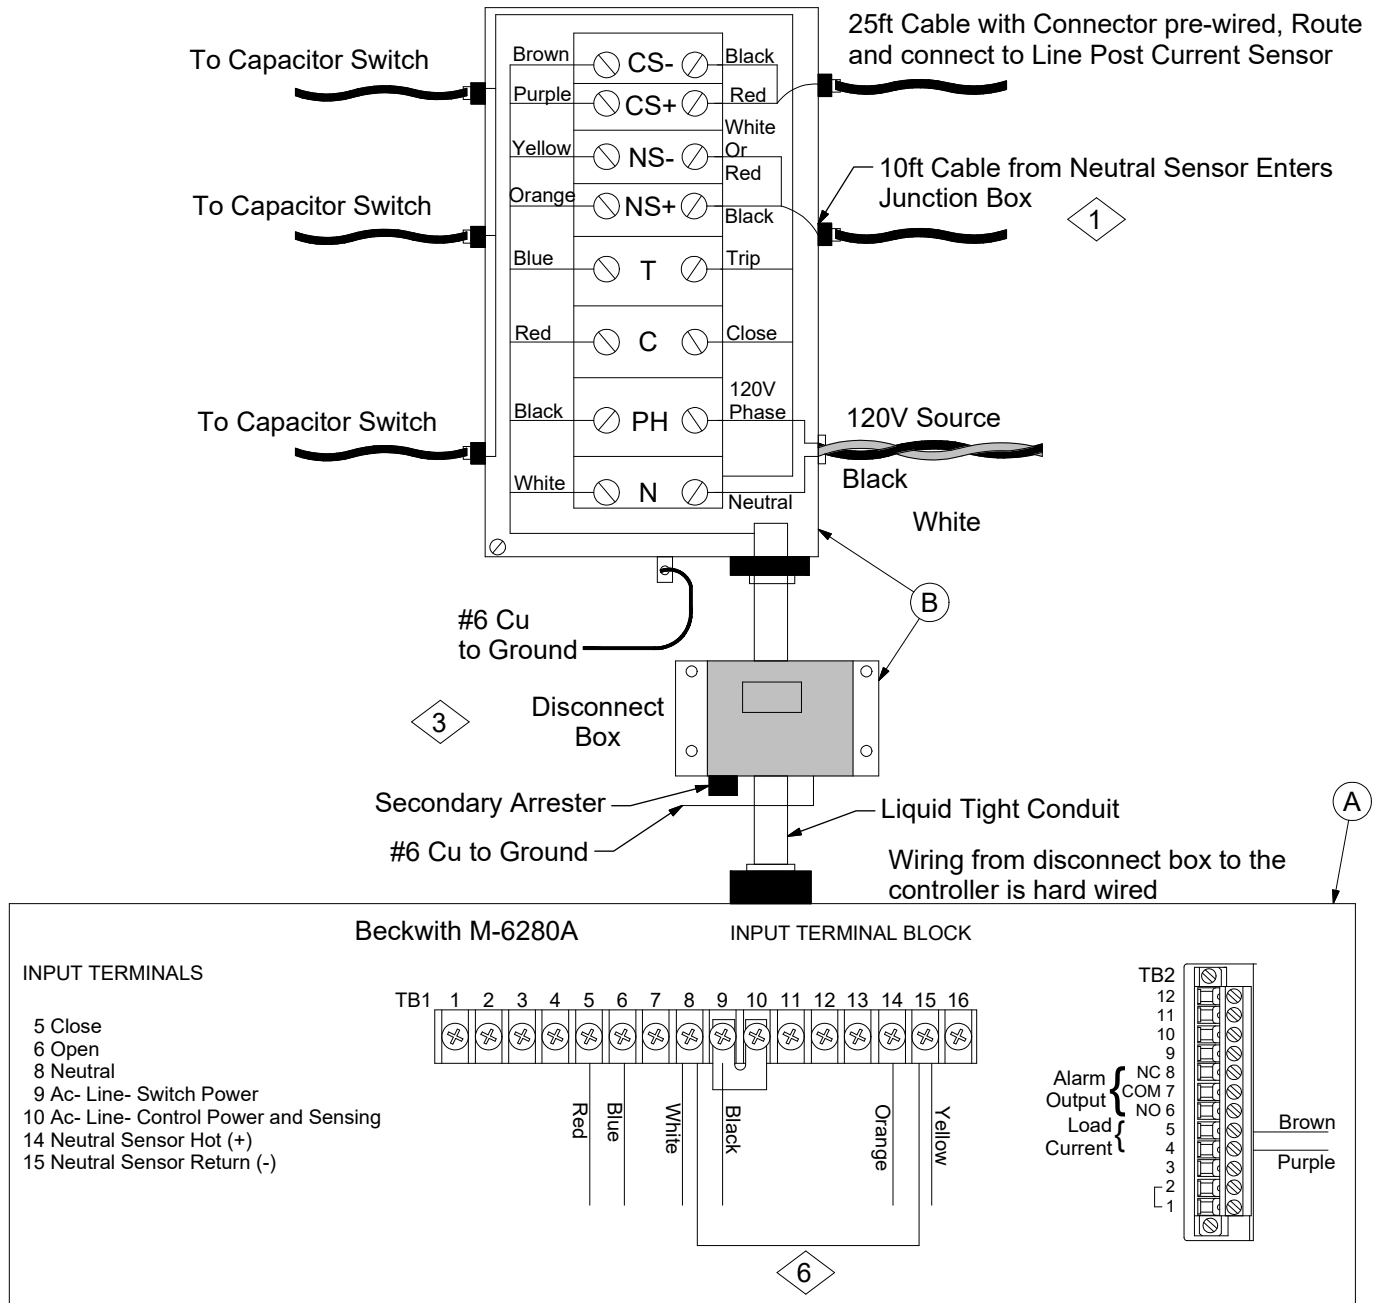 25ft Cable with Connector pre-wired, Route
and connect to Line Post Current Sensor
To Capacitor Switch
Brown
CS-
Black
Purple
CS+
Red
White
Or
Red
Yellow
NS-
10ft Cable from Neutral Sensor Enters
Junction Box
1
To Capacitor Switch
Orange
NS+
Black
Blue
T
Trip
Red
C
Close
120V
Phase
To Capacitor Switch
Black
PH
120V Source
Black
White
White
N
Neutral
B
#6 Cu
to Ground
3
Disconnect
Box
Secondary Arrester
#6 Cu to Ground
Liquid Tight Conduit
A
Wiring from disconnect box to the
controller is hard wired
Beckwith M-6280A
INPUT TERMINAL BLOCK
INPUT TERMINALS
5 Close
6 Open
8 Neutral
9 Ac- Line- Switch Power
10 Ac- Line- Control Power and Sensing
14 Neutral Sensor Hot (+)
15 Neutral Sensor Return (-)
TB1 1 2 3 4 5 6 7 8 9 10 11 12 13 14 15 16
Red
Blue
White
Black
Orange
Yellow
6
TB2
12
11
10
9
NC 8
COM 7
NO 6
5
4
3
2
1
Alarm
Output
Load
Current
Brown
Purple